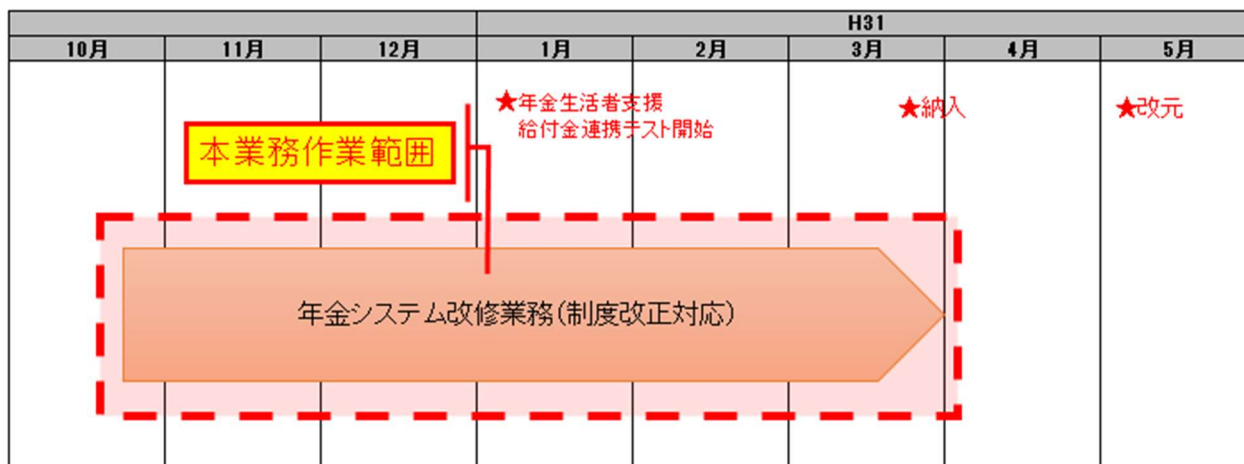 H31
10月 11月 12月 1月 2月 3月 4月 5月
★年金生活者支援
給付金連携テスト開始
★納入
★改元
本業務作業範囲
年金システム改修業務(制度改正対応)